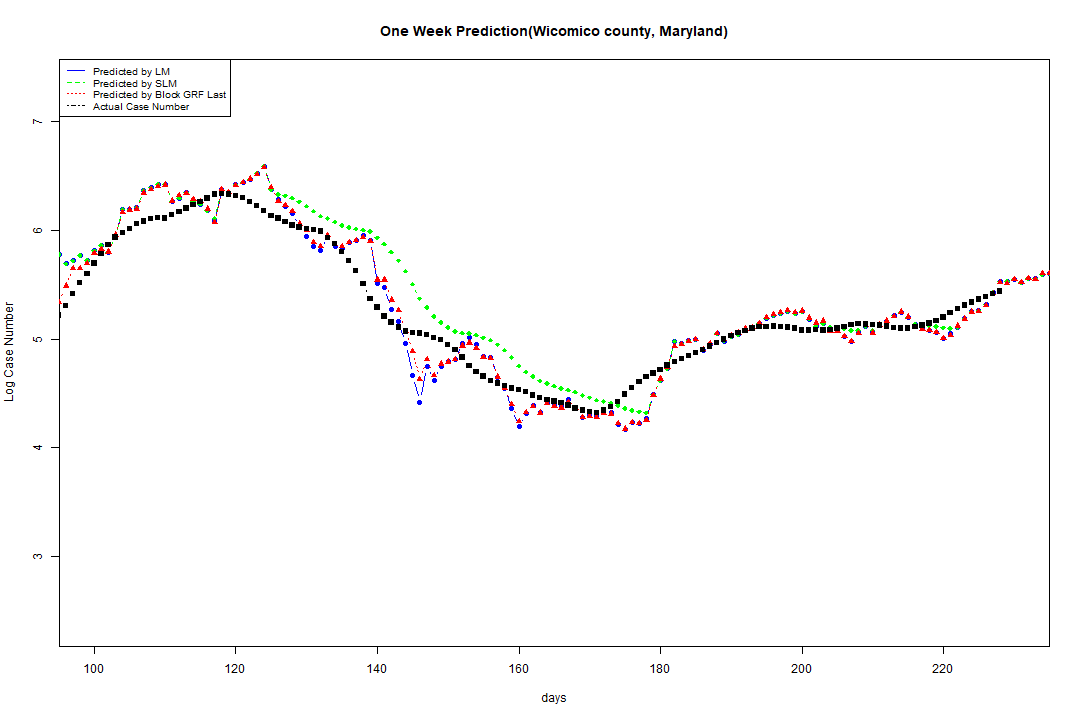 One Week Prediction(Wicomico county, Maryland)
Predicted by LM
Predicted by SLM
Predicted by Block GRF Last
Actual Case Number
7
6
5
4
3
Log Case Number
100 120 140 160 180 200 220
days